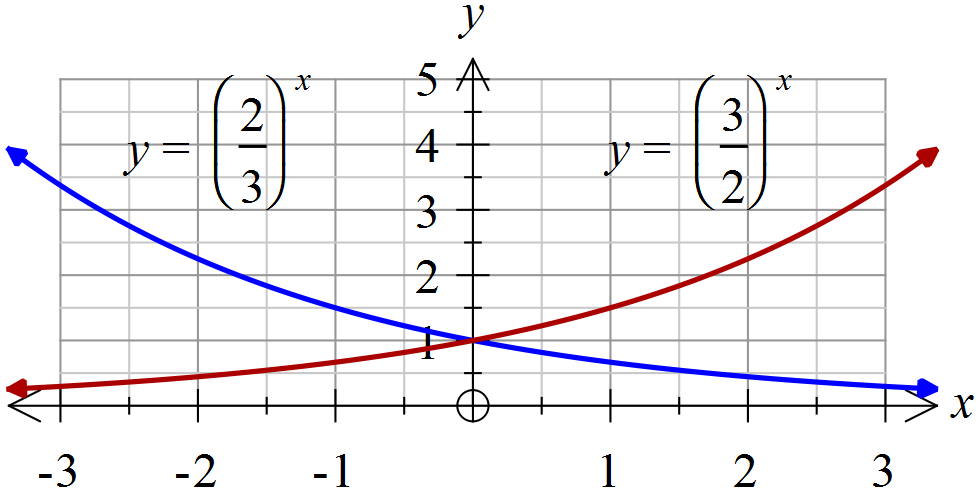 y
5
y = (2/3)^x
y = (3/2)^x
4
3
2
1
x
-3 -2 -1 1 2 3